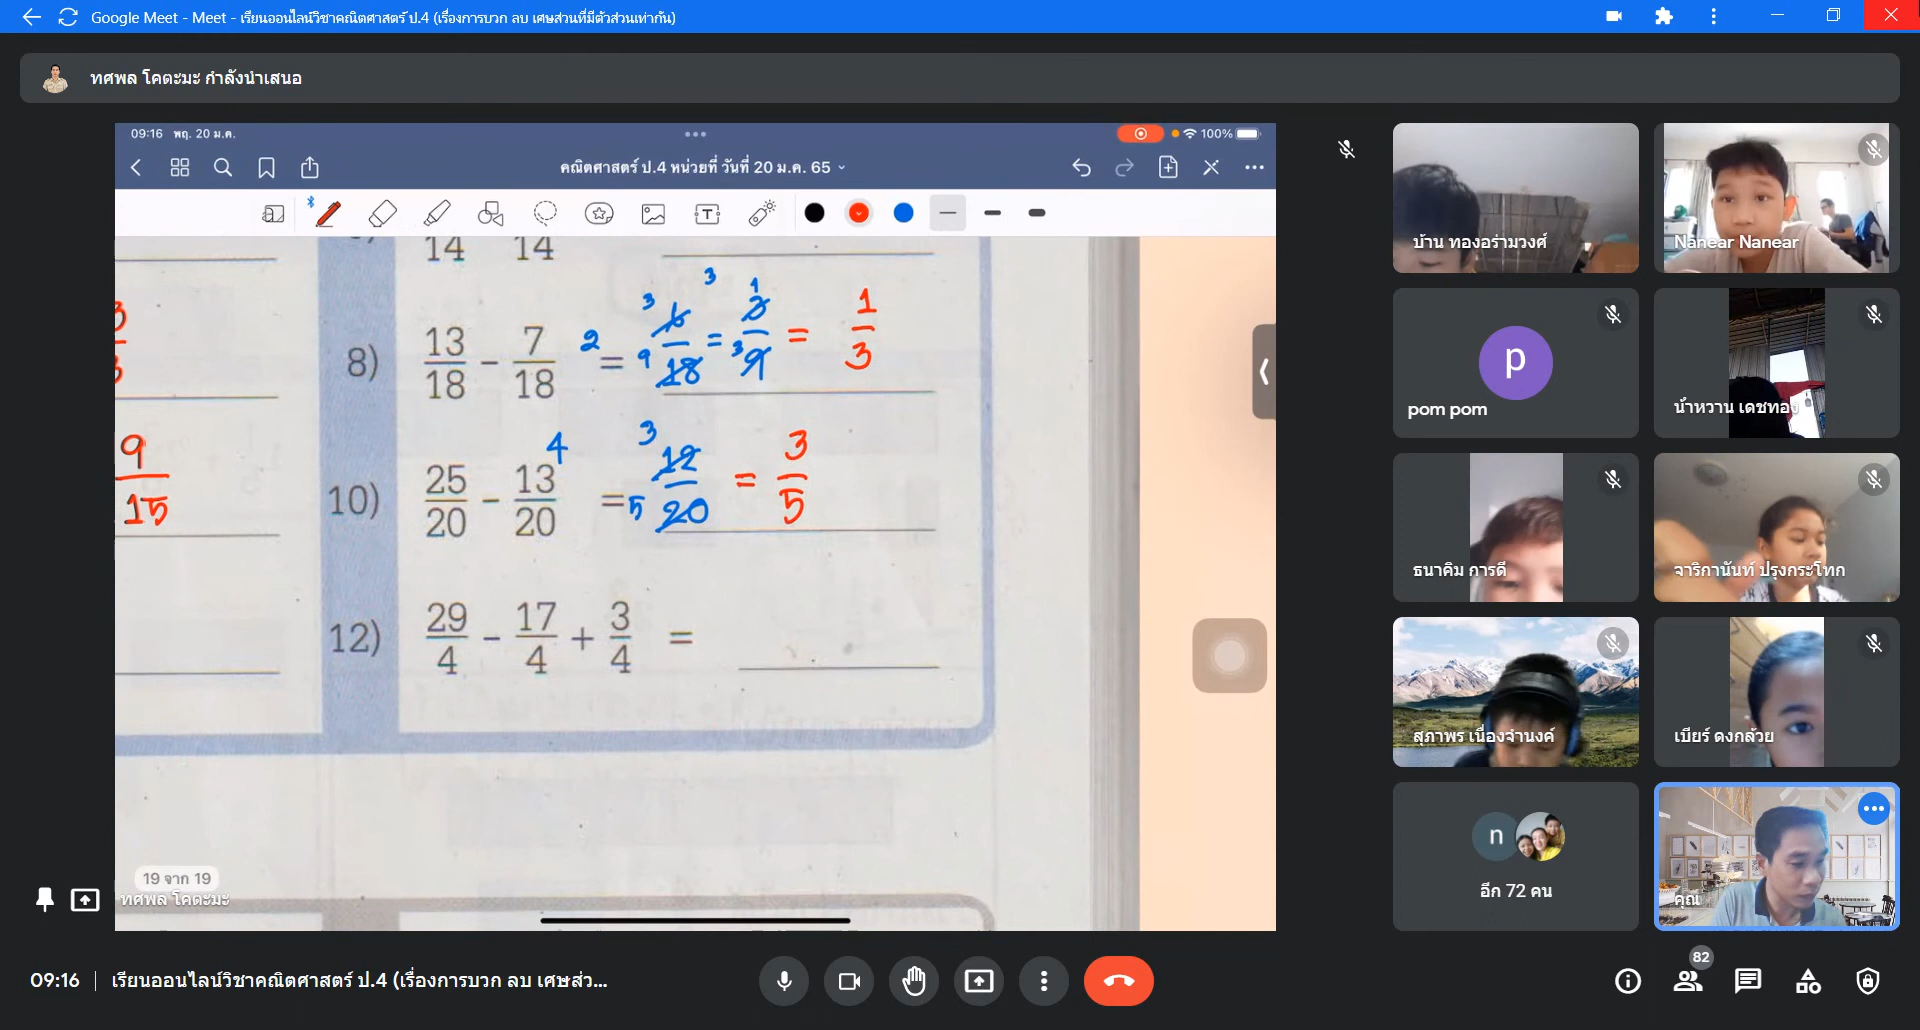 Google Meet - Meet - เรียนออนไลน์วิชาคณิตศาสตร์ ป.4 (เรื่องการบวก ลบ เศษส่วนที่มีตัวส่วนเท่ากัน)
ทศพล โคตะมะ กำลังนำเสนอ
09:16 พฤ. 20 ม.ค.
100%
คณิตศาสตร์ ป.4 หน่วยที่ วันที่ 20 ม.ค. 65
14 14
8) 13/18 - 7/18 = 6/18 = 2/9 = 1/3
2 3 9 3 1 3
9/15
10) 25/20 - 13/20 = 12/20 = 3/5
4 3 5
12) 29/4 - 17/4 + 3/4 =
19 จาก 19
ทศพล โคตะมะ
บ้าน ทองอร่ามวงศ์
Nanear Nanear
p
pom pom
น้ำหวาน เดชทอง
ธนาคิม การดี
จาริกานันท์ ปรุงกระโทก
สุภาพร เนื่องจำนงค์
เบียร์ ดงกล้วย
n
อีก 72 คน
คุณ
09:16 | เรียนออนไลน์วิชาคณิตศาสตร์ ป.4 (เรื่องการบวก ลบ เศษส่ว...
82